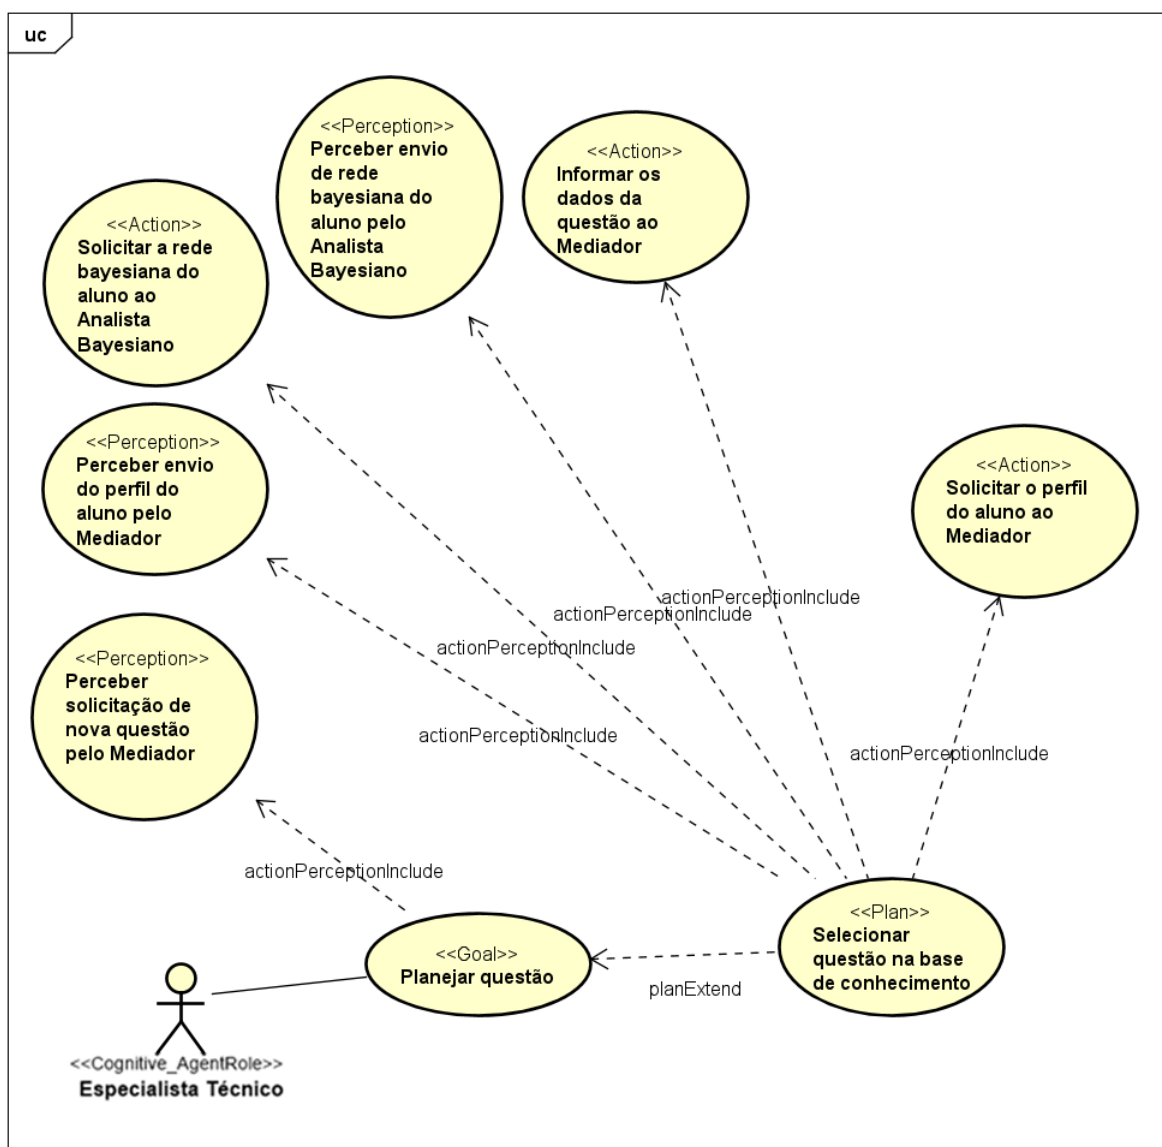 uc
<<Perception>>
Perceber envio
de rede
bayesiana do
aluno pelo
Analista
Bayesiano
<<Action>>
Informar os
dados da
questão ao
Mediador
<<Action>>
Solicitar a rede
bayesiana do
aluno ao
Analista
Bayesiano
<<Perception>>
Perceber envio
do perfil do
aluno pelo
Mediador
<<Action>>
Solicitar o perfil
do aluno ao
Mediador
<<Perception>>
Perceber
solicitação de
nova questão
pelo Mediador
actionPerceptionInclude
actionPerceptionInclude
actionPerceptionInclude
actionPerceptionInclude
actionPerceptionInclude
actionPerceptionInclude
<<Goal>>
Planejar questão
<<Plan>>
Selecionar
questão na base
de conhecimento
planExtend
<<Cognitive_AgentRole>>
Especialista Técnico